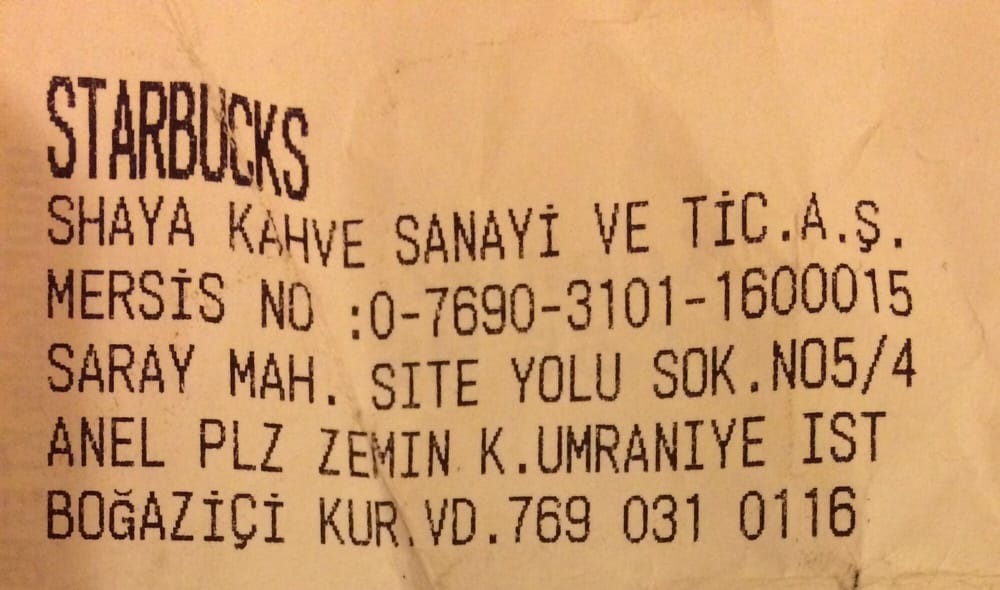 STARBUCKS
SHAYA KAHVE SANAYİ VE TİC.A.Ş.
MERSİS NO :0-7690-3101-1600015
SARAY MAH. SITE YOLU SOK.NO5/4
ANEL PLZ ZEMIN K.UMRANIYE IST
BOĞAZİÇİ KUR.VD.769 031 0116